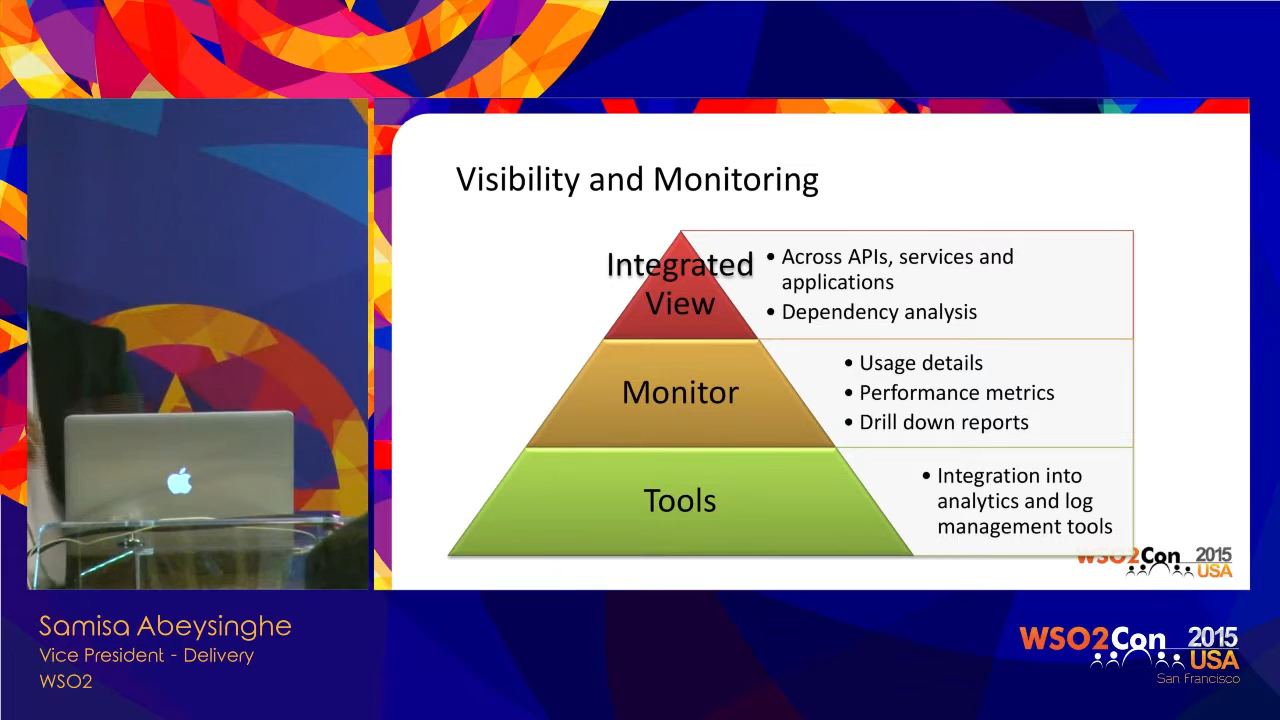 Visibility and Monitoring
Integrated
View
• Across APIs, services and
applications
• Dependency analysis
Monitor
• Usage details
• Performance metrics
• Drill down reports
Tools
• Integration into
analytics and log
management tools
WSO2Con 2015
USA
Samisa Abeysinghe
Vice President - Delivery
WSO2
WSO2Con 2015
USA
San Francisco